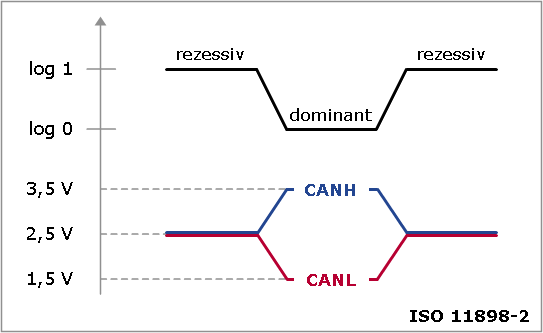 rezessiv rezessiv
log 1
dominant
log 0
3,5 V CANH
2,5 V
1,5 V CANL
ISO 11898-2